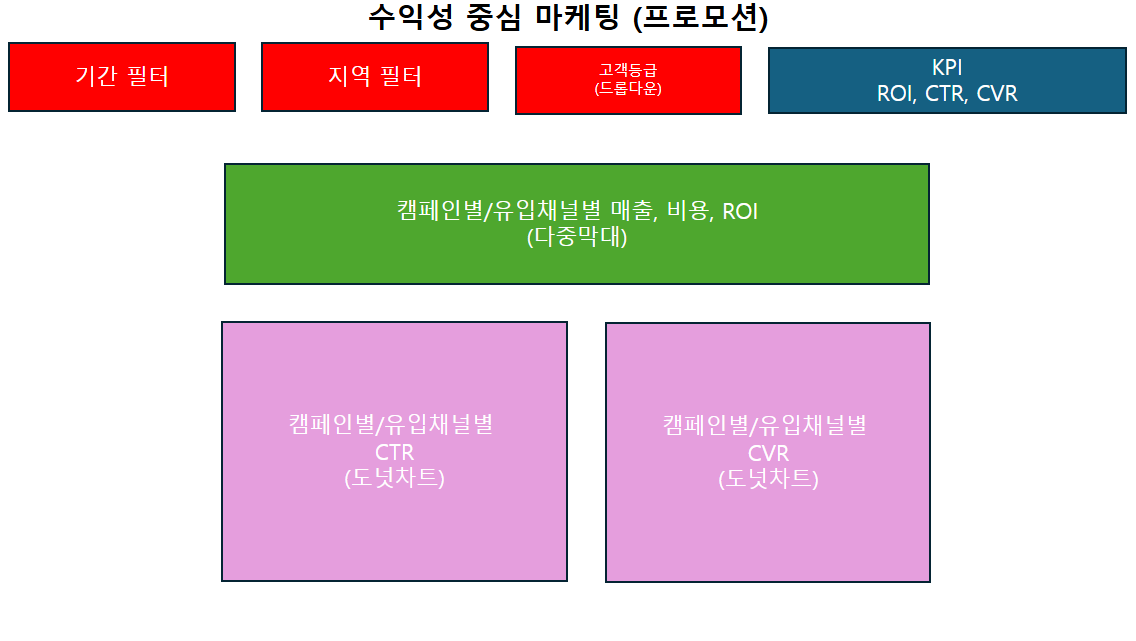 수익성 중심 마케팅 (프로모션)
기간 필터
지역 필터
고객등급
(드롭다운)
KPI
ROI, CTR, CVR
캠페인별/유입채널별 매출, 비용, ROI
(다중막대)
캠페인별/유입채널별
CTR
(도넛차트)
캠페인별/유입채널별
CVR
(도넛차트)